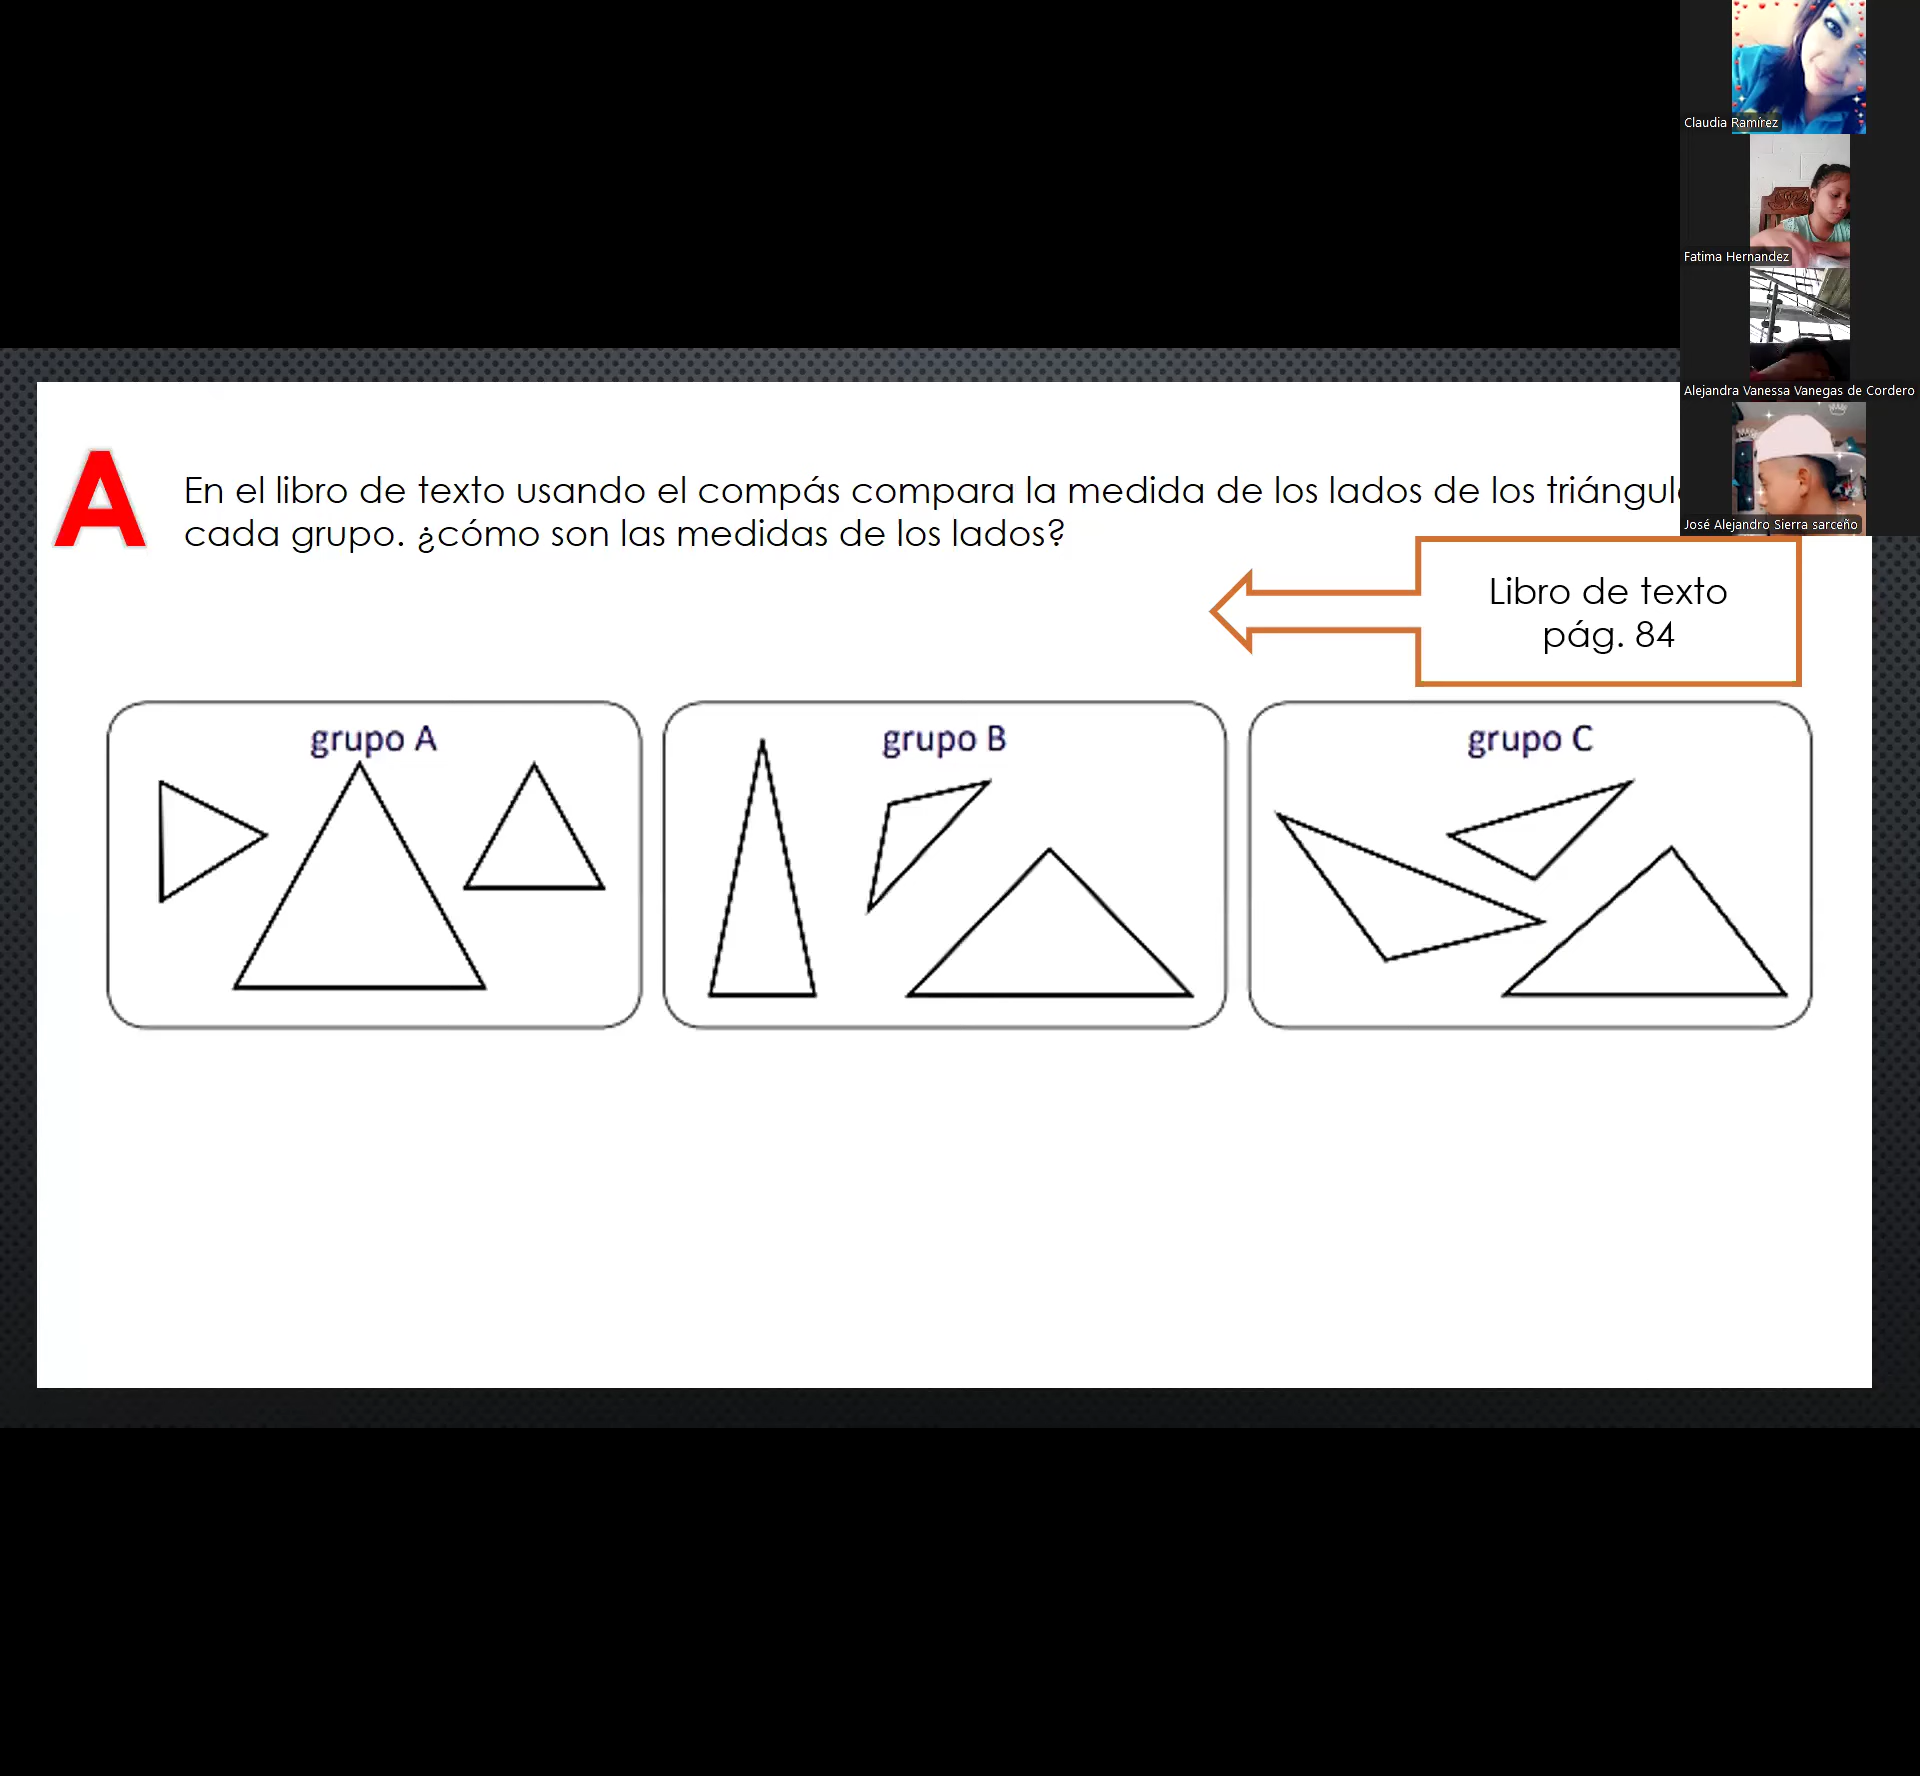 Claudia Ramírez
Fatima Hernandez
Alejandra Vanessa Vanegas de Cordero
José Alejandro Sierra sarceño
A
En el libro de texto usando el compás compara la medida de los lados de los
cada grupo. ¿cómo son las medidas de los lados?
Libro de texto
pág. 84
grupo A
grupo B
grupo C